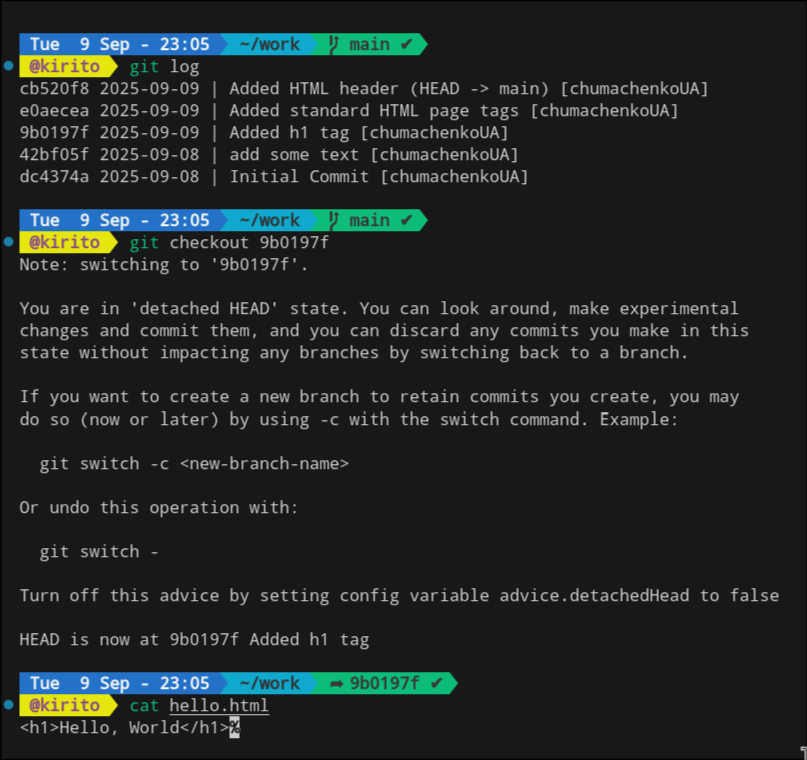 Tue  9 Sep - 23:05 ~/work main ✔
@kirito git log
cb520f8 2025-09-09 | Added HTML header (HEAD -> main) [chumachenkoUA]
e0aecea 2025-09-09 | Added standard HTML page tags [chumachenkoUA]
9b0197f 2025-09-09 | Added h1 tag [chumachenkoUA]
42bf05f 2025-09-08 | add some text [chumachenkoUA]
dc4374a 2025-09-08 | Initial Commit [chumachenkoUA]
Tue  9 Sep - 23:05 ~/work main ✔
@kirito git checkout 9b0197f
Note: switching to '9b0197f'.
You are in 'detached HEAD' state. You can look around, make experimental
changes and commit them, and you can discard any commits you make in this
state without impacting any branches by switching back to a branch.
If you want to create a new branch to retain commits you create, you may
do so (now or later) by using -c with the switch command. Example:
git switch -c <new-branch-name>
Or undo this operation with:
git switch -
Turn off this advice by setting config variable advice.detachedHead to false
HEAD is now at 9b0197f Added h1 tag
Tue  9 Sep - 23:05 ~/work ➦ 9b0197f ✔
@kirito cat hello.html
<h1>Hello, World</h1>%